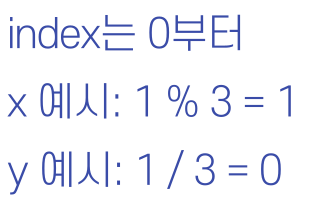 index는 0부터
x 예시: 1 % 3 = 1
y 예시: 1 / 3 = 0